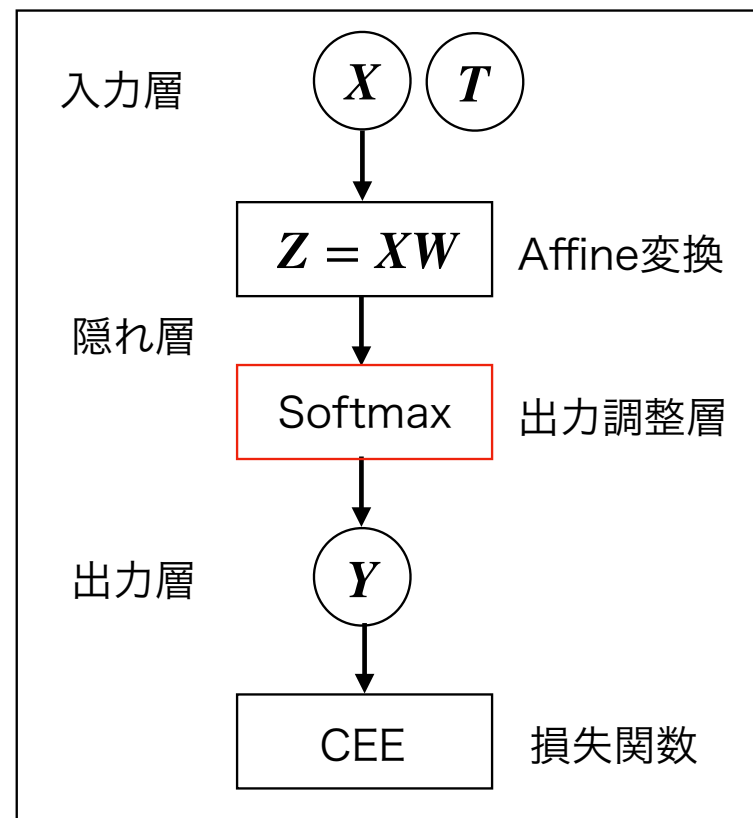 入力層 X T
Z = XW Affine変換
隠れ層
Softmax 出力調整層
出力層 Y
CEE 損失関数